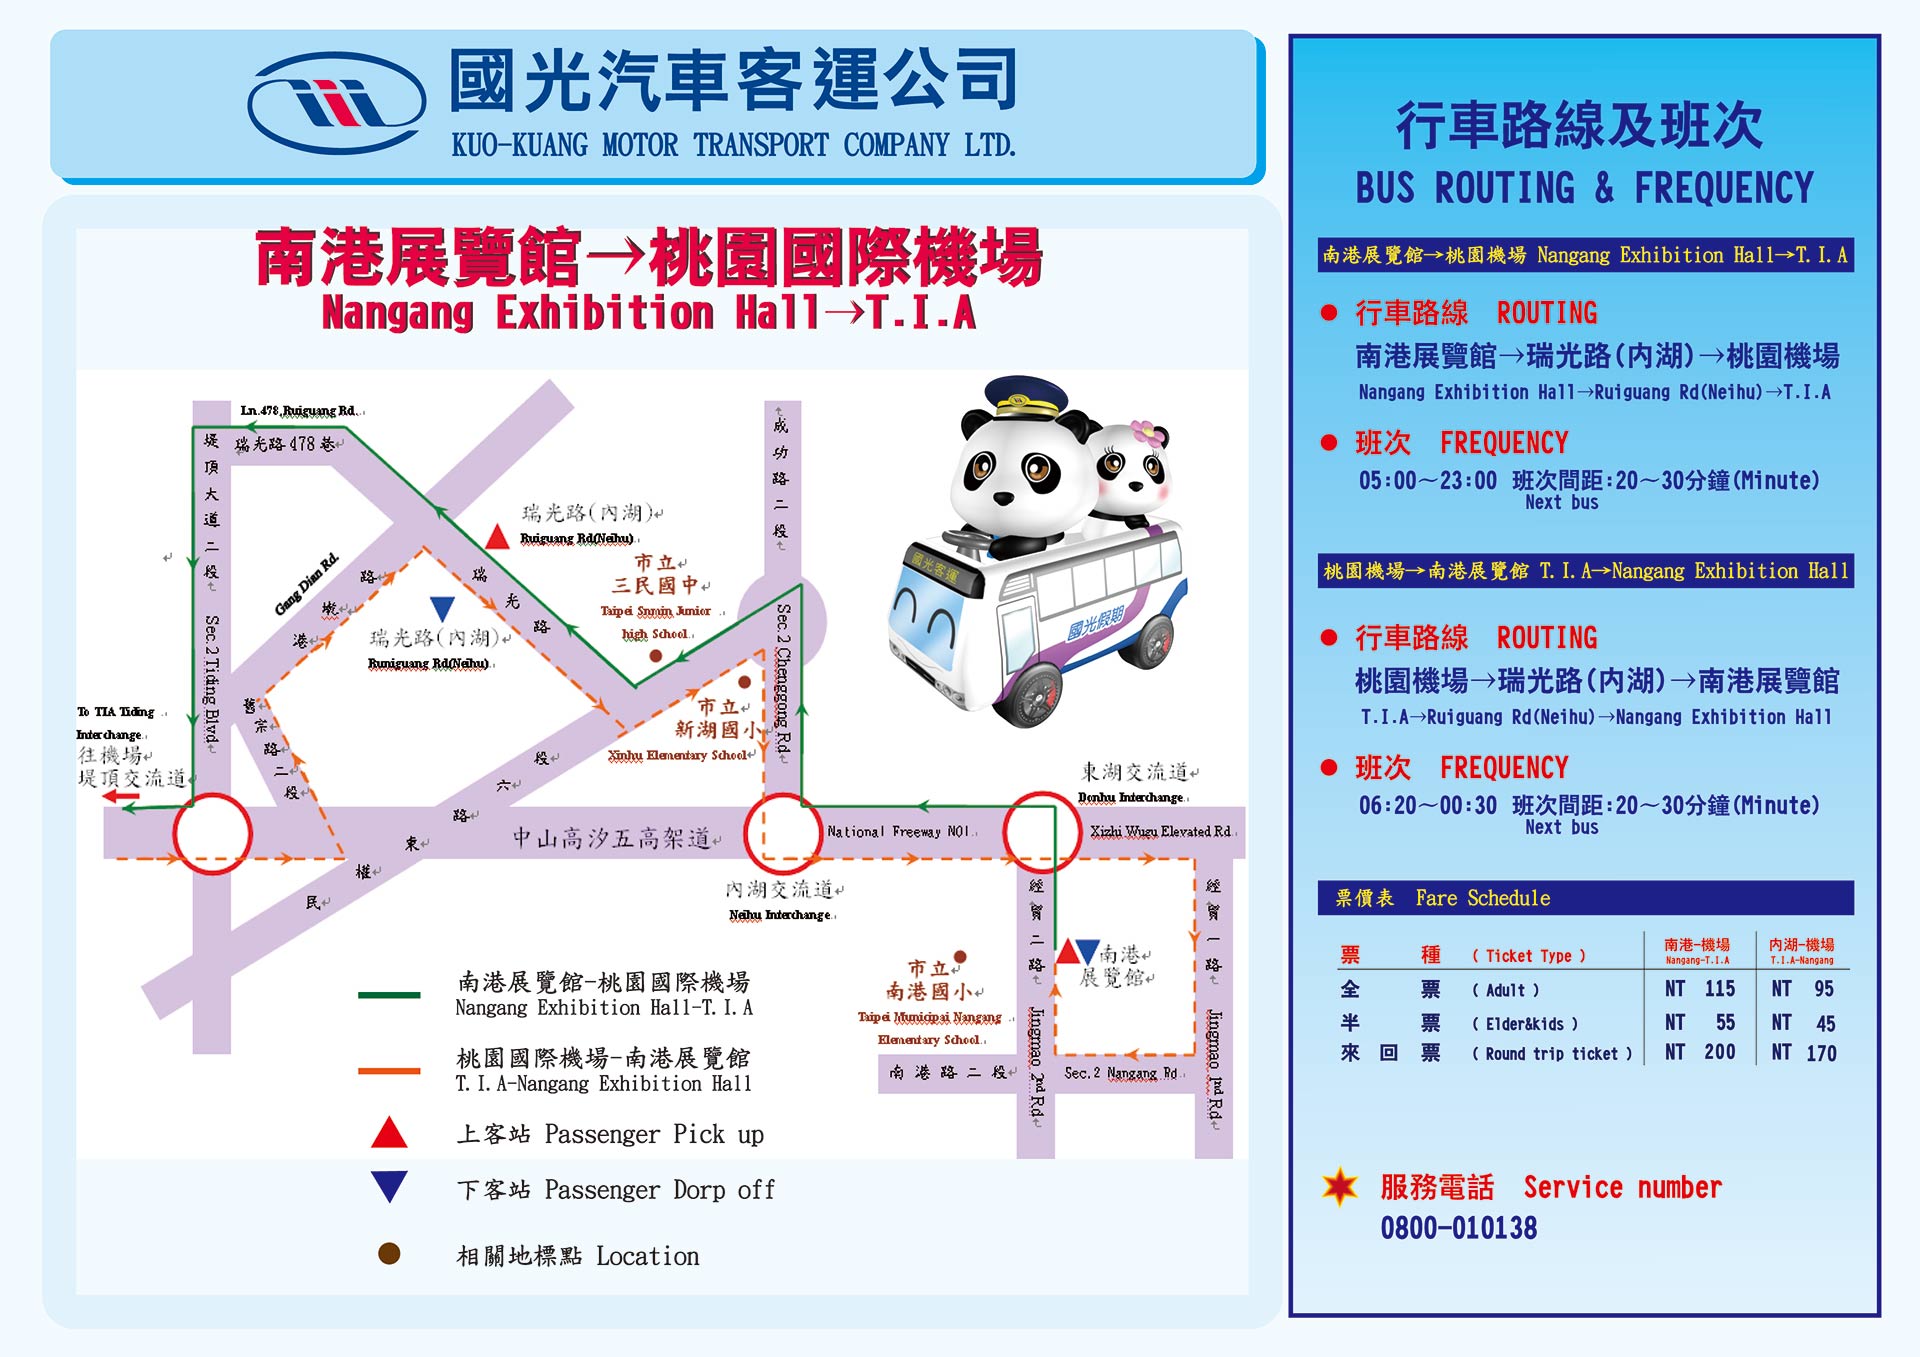 國光汽車客運公司
KUO-KUANG MOTOR TRANSPORT COMPANY LTD.
南港展覽館→桃園國際機場
Nangang Exhibition Hall→T.I.A
Ln.478,Ruiguang Rd.
瑞光路478巷
堤頂大道二段
Sec.2 Tiding Blvd
成功路二段
Sec.2 Chenggong Rd
瑞光路(內湖)
Ruiguang Rd(Neihu)
市立
三民國中
Taipei Snmin Junior
high School
Gang Dian Rd.
港墘路
瑞光路
瑞光路(內湖)
Runiguang Rd(Neihu)
國光客運
國光假期
To TIA Tiding
Interchange
往機場
堤頂交流道
舊宗路二段
市立
新湖國小
Xinhu Elementary School
民權東路六段
中山高汐五高架道
National Freeway NO1
東湖交流道
Donhu Interchange
Xizhi Wugu Elevated Rd
內湖交流道
Neihu Interchange
經貿二路
Jingmao 2nd Rd
經貿一路
Jingmao 1nd Rd
南港
展覽館
市立
南港國小
Taipei Municipai Nangang
Elementary School
南港路二段
Sec.2 Nangang Rd
南港展覽館-桃園國際機場
Nangang Exhibition Hall-T.I.A
桃園國際機場-南港展覽館
T.I.A-Nangang Exhibition Hall
上客站 Passenger Pick up
下客站 Passenger Dorp off
相關地標點 Location
行車路線及班次
BUS ROUTING & FREQUENCY
南港展覽館→桃園機場 Nangang Exhibition Hall→T.I.A
● 行車路線 ROUTING
南港展覽館→瑞光路(內湖)→桃園機場
Nangang Exhibition Hall→Ruiguang Rd(Neihu)→T.I.A
● 班次 FREQUENCY
05:00～23:00 班次間距:20～30分鐘(Minute)
Next bus
桃園機場→南港展覽館 T.I.A→Nangang Exhibition Hall
● 行車路線 ROUTING
桃園機場→瑞光路(內湖)→南港展覽館
T.I.A→Ruiguang Rd(Neihu)→Nangang Exhibition Hall
● 班次 FREQUENCY
06:20～00:30 班次間距:20～30分鐘(Minute)
Next bus
票價表 Fare Schedule
票種 ( Ticket Type ) 南港-機場 內湖-機場
Nangang-T.I.A T.I.A-Nangang
全票 ( Adult ) NT 115 NT 95
半票 ( Elder&kids ) NT 55 NT 45
來回票 ( Round trip ticket ) NT 200 NT 170
服務電話 Service number
0800-010138